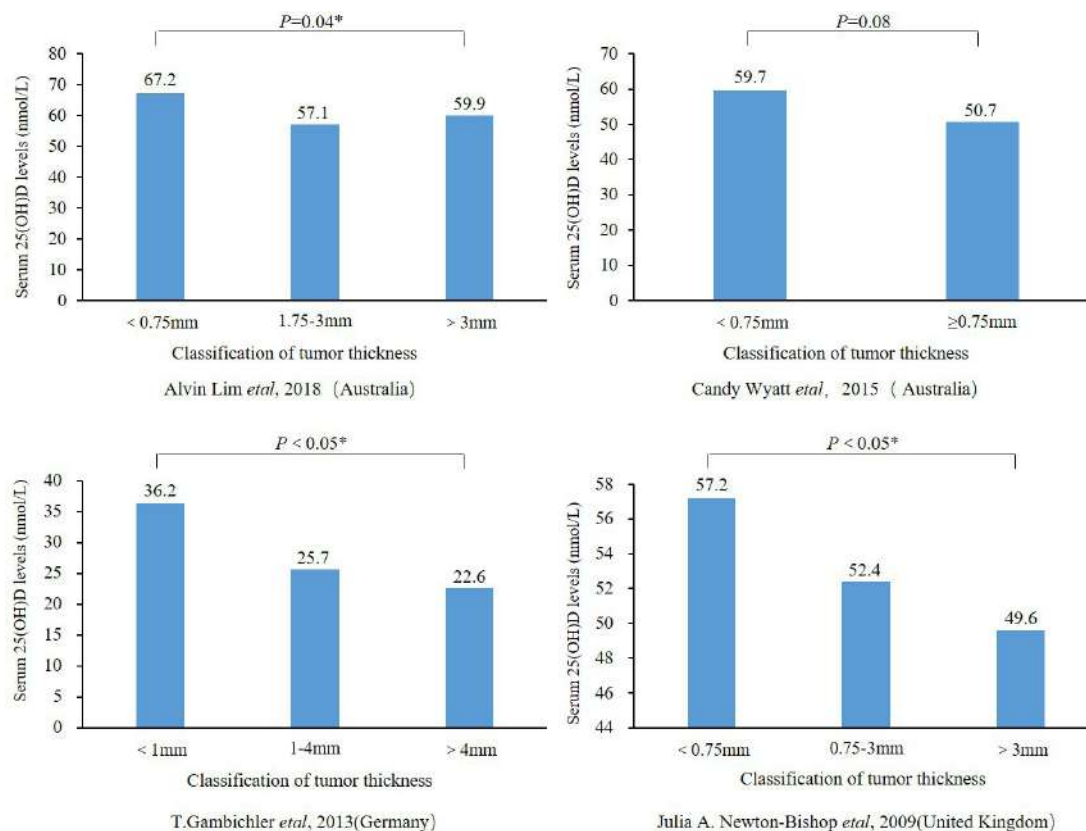 P=0.04*
Serum 25(OH)D levels (nmol/L)
80
70
60
50
40
30
20
10
0
67.2
57.1
59.9
< 0.75mm 1.75-3mm > 3mm
Classification of tumor thickness
Alvin Lim etal, 2018 (Australia)
P=0.08
Serum 25(OH)D levels (nmol/L)
70
60
50
40
30
20
10
0
59.7
50.7
< 0.75mm ≥0.75mm
Classification of tumor thickness
Candy Wyatt etal, 2015 ( Australia)
P < 0.05*
Serum 25(OH)D levels (nmol/L)
40
35
30
25
20
15
10
5
0
36.2
25.7
22.6
< 1mm 1-4mm > 4mm
Classification of tumor thickness
T.Gambichler etal, 2013(Germany)
P < 0.05*
Serum 25(OH)D levels (nmol/L)
58
56
54
52
50
48
46
44
57.2
52.4
49.6
< 0.75mm 0.75-3mm > 3mm
Classification of tumor thickness
Julia A. Newton-Bishop etal, 2009(United Kingdom)